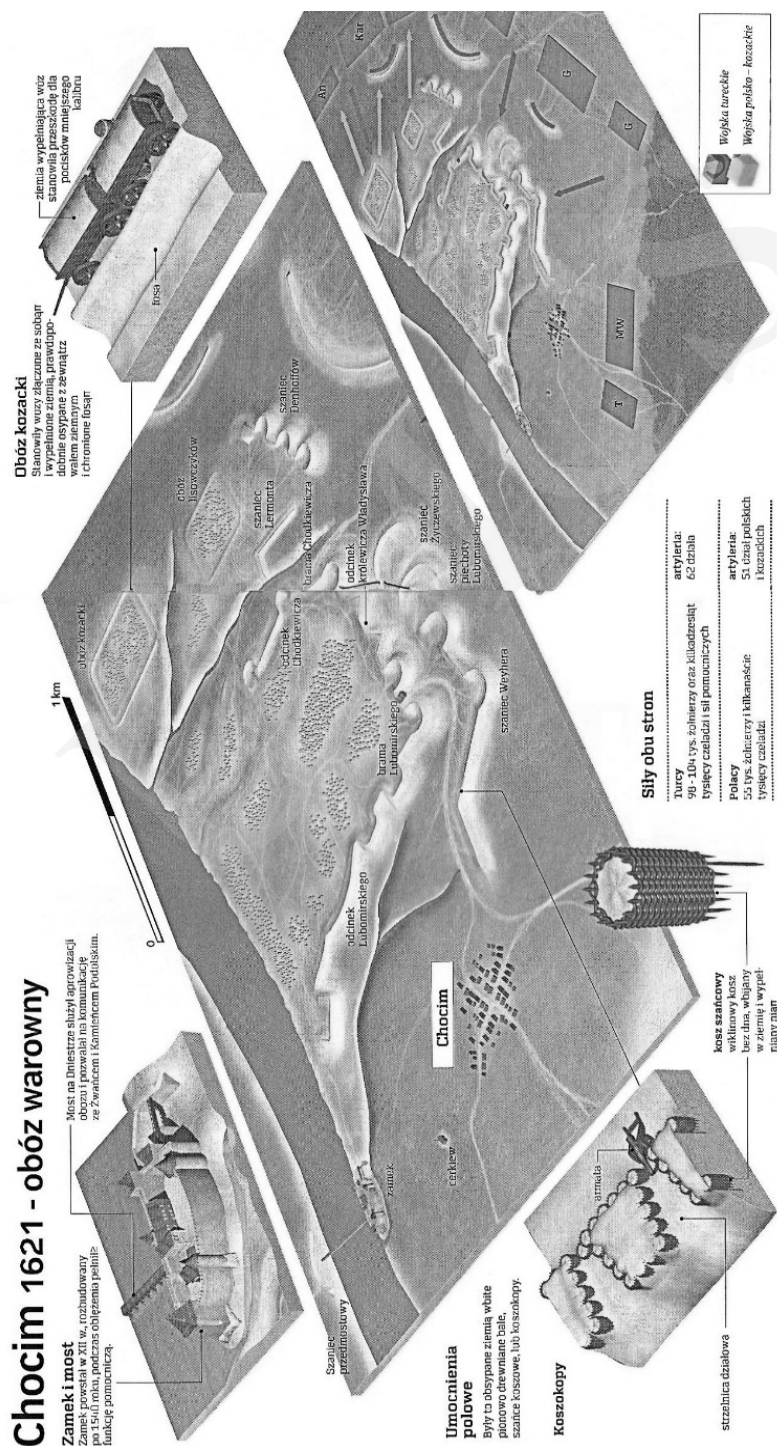 Chocim 1621 - obóz warowny
Zamek i most
Zamek powstał w XII w., rozbudowany
po 1540 roku, podczas oblężenia pełnił
funkcję pomocniczą.
Most na Dniestrze służył aprowizacji
obozu i pozwalał na komunikację
ze Żwańcem i Kamieńcem Podolskim.
0
1 km
Obóz kozacki
Stanowiły wozy złączone ze sobą
i wypełnione ziemią, prawdopo-
dobnie osypane z zewnątrz
wałem ziemnym
i chronione fosą
ziemia wypełniająca wóz
stanowiła przeszkodę dla
pocisków mniejszego
kalibru
fosa
obóz kozacki
obóz
lisowczyków
szaniec
Lermonta
szaniec
Denhoffów
brama Chodkiewicza
odcinek
Chodkiewicza
odcinek
królewicza Władysława
szaniec
Życzewskiego
szaniec
piechoty
Lubomirskiego
brama
Lubomirskiego
szaniec Weyhera
odcinek
Lubomirskiego
Chocim
cerkiew
zamek
Szaniec
przedmostowy
Umocnienia
polowe
Były to obsypane ziemią wbite
pionowo drewniane bale,
szańce koszowe, lub koszokopy.
Koszokopy
armata
strzelnica działowa
kosz szańcowy
wiklinowy kosz
bez dna, wbijany
w ziemię i wypeł-
niany nią
Siły obu stron
Turcy
98 - 104 tys. żołnierzy oraz kilkadziesiąt
tysięcy czeladzi i sił pomocniczych
artyleria:
62 działa
Polacy
55 tys. żołnierzy i kilkanaście
tysięcy czeladzi
artyleria:
51 dział polskich
i kozackich
An
Kar
G
G
MW
T
Wojska tureckie
Wojska polsko - kozackie